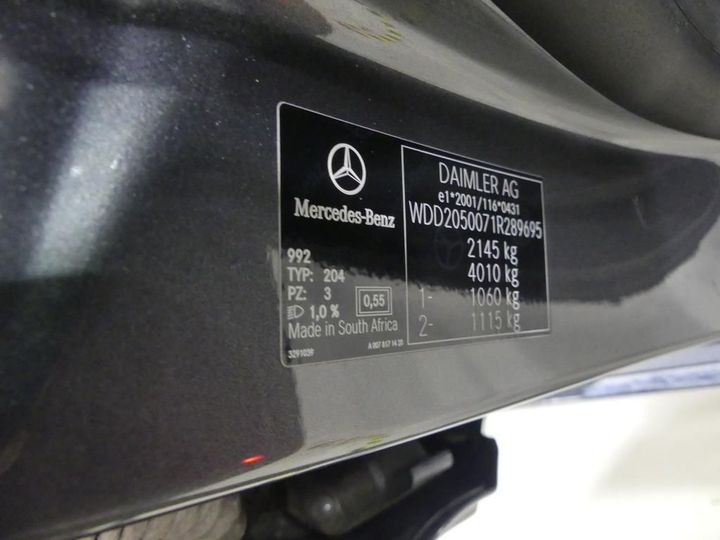 Mercedes-Benz
992
TYP: 204
PZ: 3
1,0 %
0,55
Made in South Africa
3291039
A 007 817 14 20
DAIMLER AG
e1*2001/116*0431
WDD2050071R289695
2145 kg
4010 kg
1- 1060 kg
2- 1115 kg